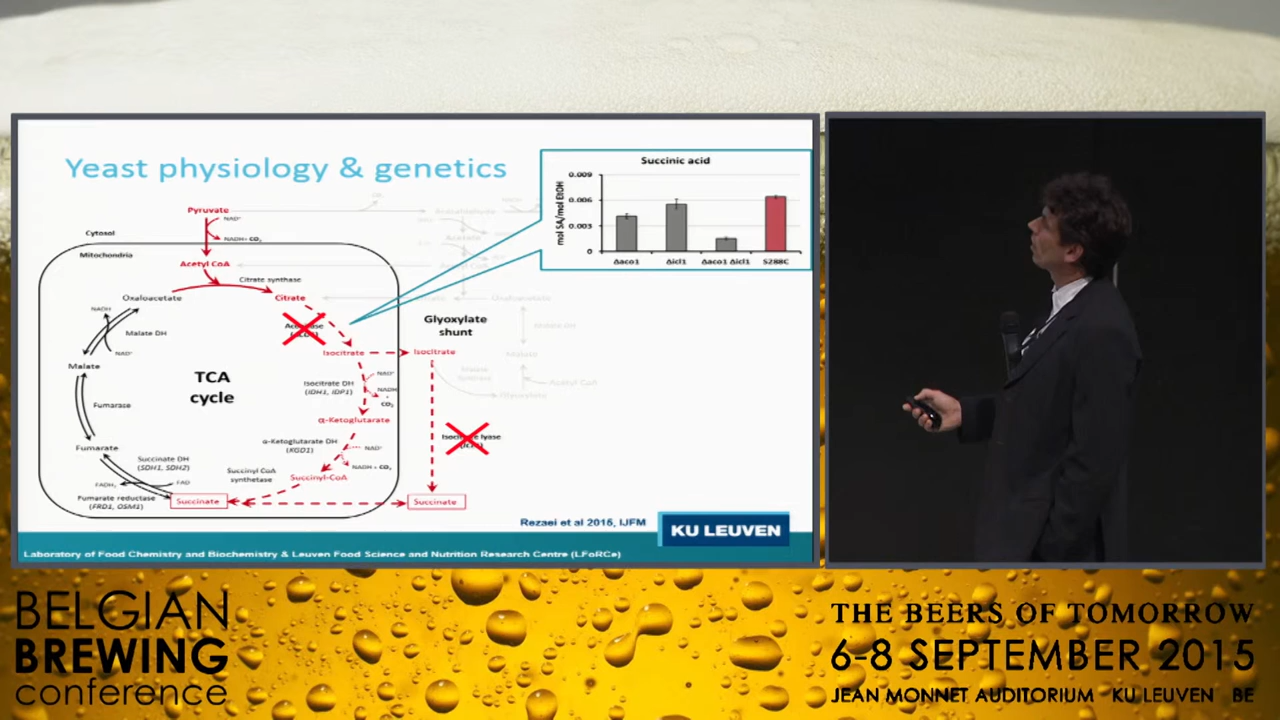 Yeast physiology & genetics
Succinic acid
mol SA/mol EtOH
0.009
0.006
0.003
0
Δaco1
Δicl1
Δaco1 Δicl1
S288C
Pyruvate
NAD⁺
NADH+ CO₂
Cytosol
Mitochondria
Acetyl CoA
Citrate synthase
Oxaloacetate
Citrate
NADH
Malate DH
NAD⁺
Glyoxylate
shunt
Isocitrate
Isocitrate
Malate
TCA
cycle
Isocitrate DH
(IDH1, IDP1)
NAD⁺
NADH
+
CO₂
Malate
Acetyl-CoA
Glyoxylate
Fumarase
α-Ketoglutarate
α-Ketoglutarate DH
(KGD1)
NAD⁺
NADH + CO₂
Fumarate
Succinate DH
(SDH1, SDH2)
Succinyl CoA
synthetase
Succinyl-CoA
FADH₂
FAD
Fumarate reductase
(FRD1, OSM1)
Succinate
Succinate
Rezaei et al 2015, IJFM
KU LEUVEN
Laboratory of Food Chemistry and Biochemistry & Leuven Food Science and Nutrition Research Centre (LFoRCe)
BELGIAN
BREWING
conference
THE BEERS OF TOMORROW
6-8 SEPTEMBER 2015
JEAN MONNET AUDITORIUM KU LEUVEN BE